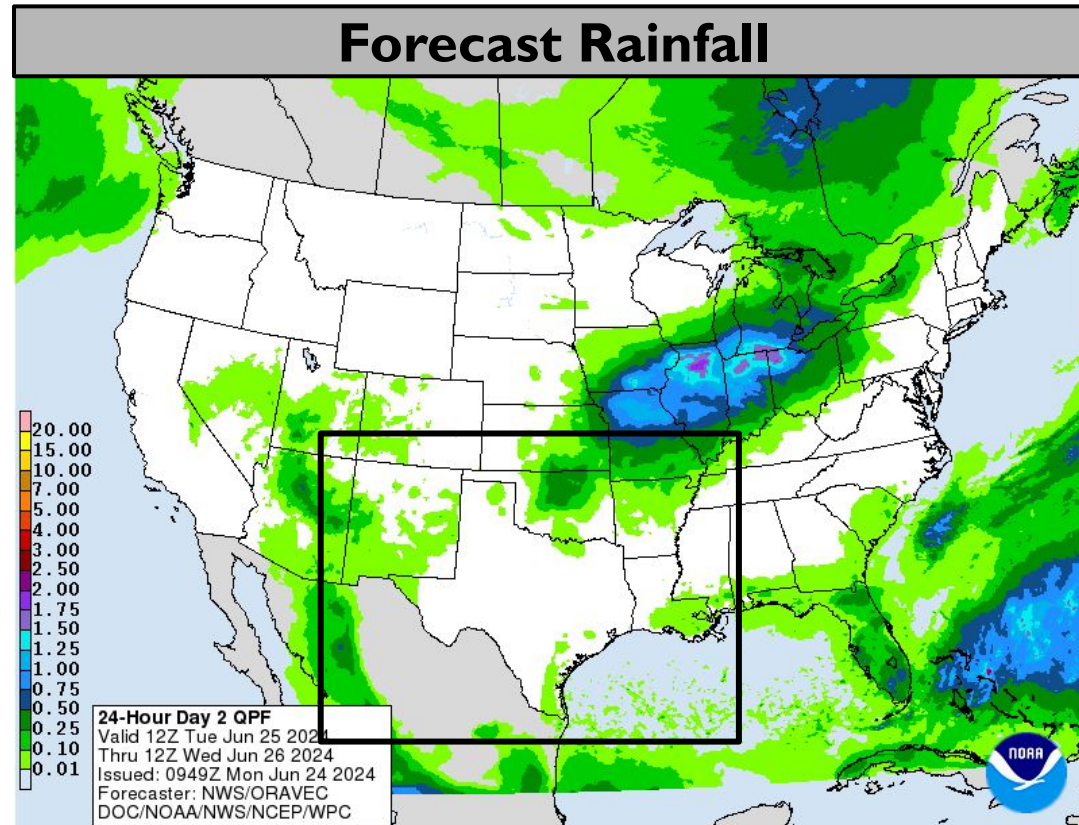 Forecast Rainfall
20.00
15.00
10.00
7.00
5.00
4.00
3.00
2.50
2.00
1.75
1.50
1.25
1.00
0.75
0.50
0.25
0.10
0.01
24-Hour Day 2 QPF
Valid 12Z Tue Jun 25 2024
Thru 12Z Wed Jun 26 2024
Issued: 0949Z Mon Jun 24 2024
Forecaster: NWS/ORAVEC
DOC/NOAA/NWS/NCEP/WPC
NOAA